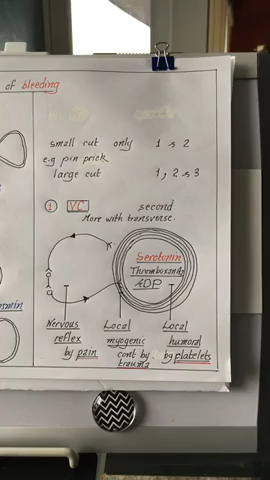 of bleeding
small cut only 1 & 2
e.g pin prick
large cut 1, 2 & 3
① VC second
More with transverse.
Serotonin
Thromboxane A2
ADP
Nervous reflex by pain
Local myogenic cont by trauma
Local humoral by platelets